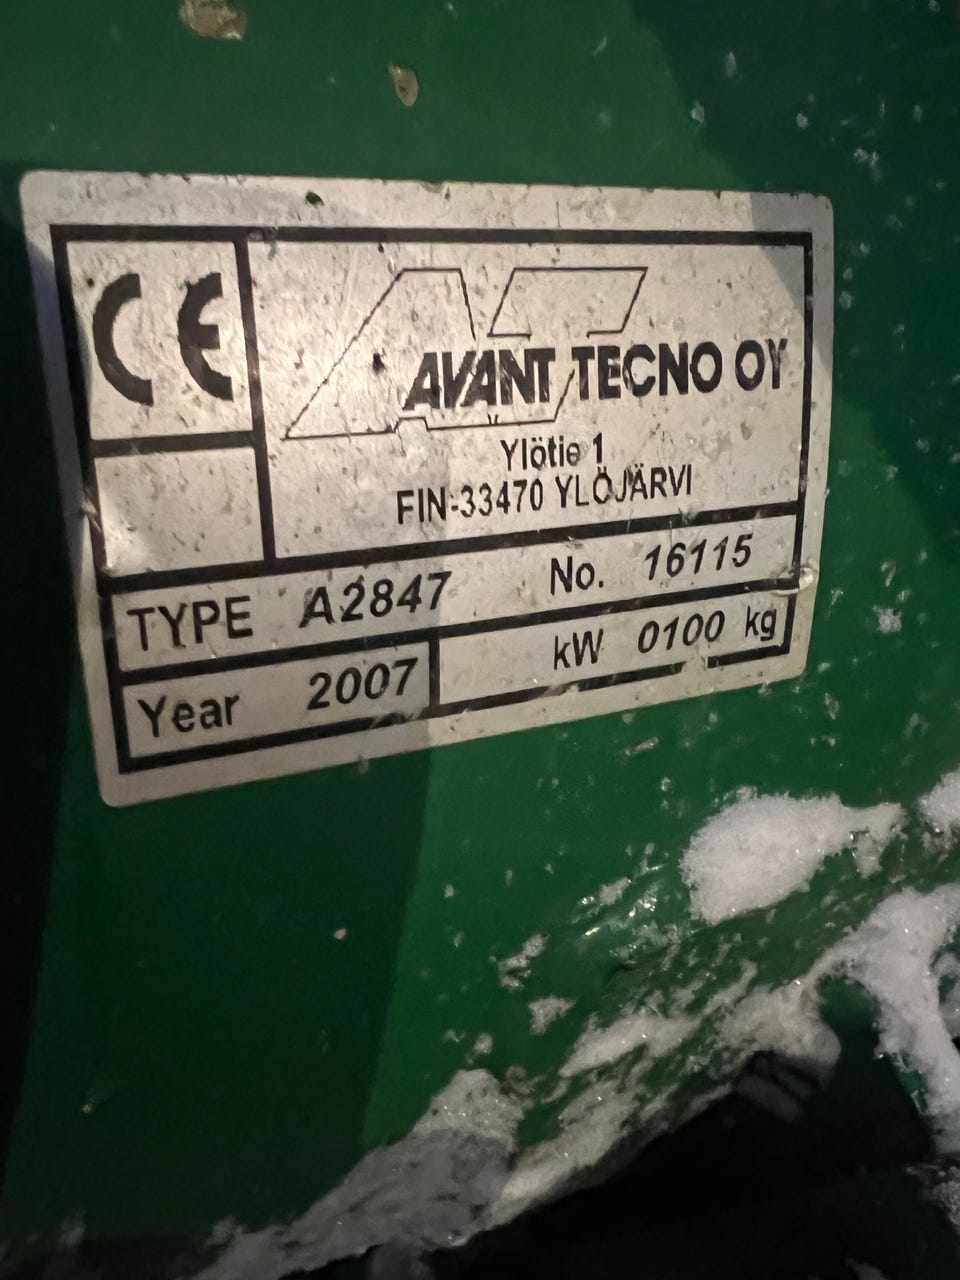 CE
AVANT TECNO OY
Ylötie 1
FIN-33470 YLÖJÄRVI
TYPE A2847 No. 16115
Year 2007 kW 0100 kg